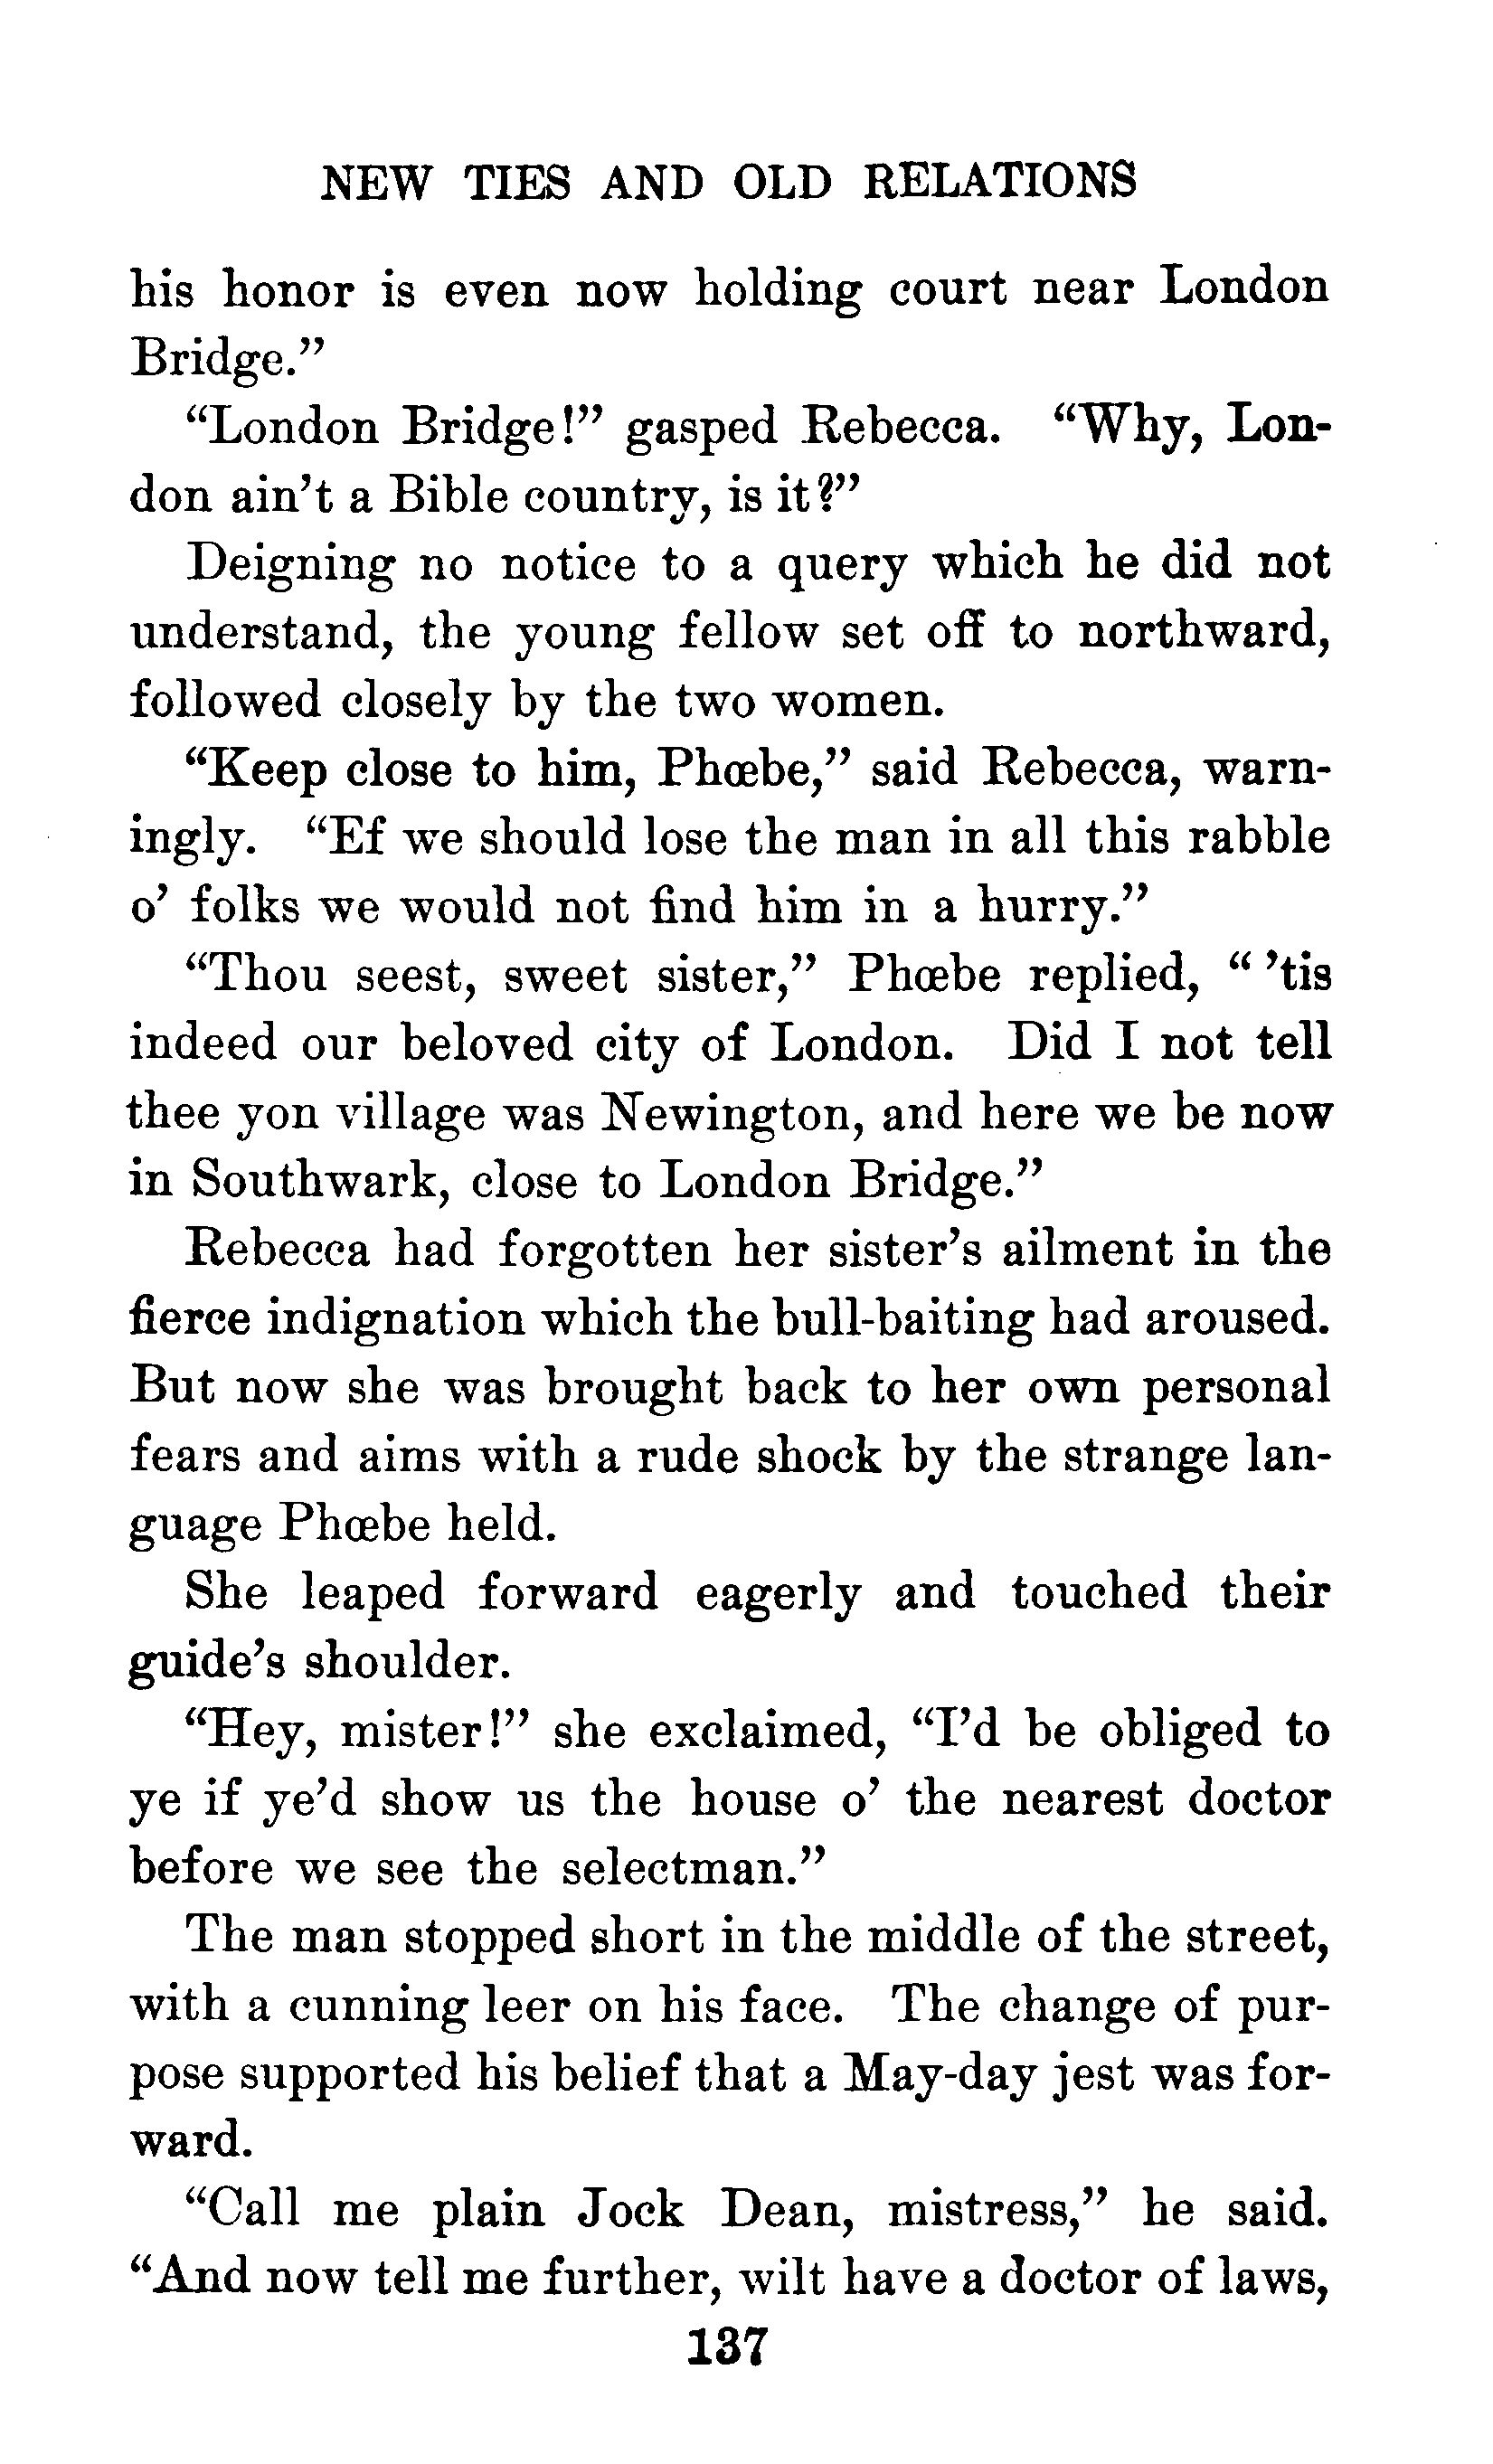 NEW TIES AND OLD RELATIONS
his honor is even now holding court near London
Bridge.”
“London Bridge!” gasped Rebecca. “Why, Lon-
don ain’t a Bible country, is it?”
Deigning no notice to a query which he did not
understand, the young fellow set off to northward,
followed closely by the two women.
“Keep close to him, Phœbe,” said Rebecca, warn-
ingly. “Ef we should lose the man in all this rabble
o’ folks we would not find him in a hurry.”
“Thou seest, sweet sister,” Phœbe replied, “ ’tis
indeed our beloved city of London. Did I not tell
thee yon village was Newington, and here we be now
in Southwark, close to London Bridge.”
Rebecca had forgotten her sister’s ailment in the
fierce indignation which the bull-baiting had aroused.
But now she was brought back to her own personal
fears and aims with a rude shock by the strange lan-
guage Phœbe held.
She leaped forward eagerly and touched their
guide’s shoulder.
“Hey, mister!” she exclaimed, “I’d be obliged to
ye if ye’d show us the house o’ the nearest doctor
before we see the selectman.”
The man stopped short in the middle of the street,
with a cunning leer on his face. The change of pur-
pose supported his belief that a May-day jest was for-
ward.
“Call me plain Jock Dean, mistress,” he said.
“And now tell me further, wilt have a doctor of laws,
137